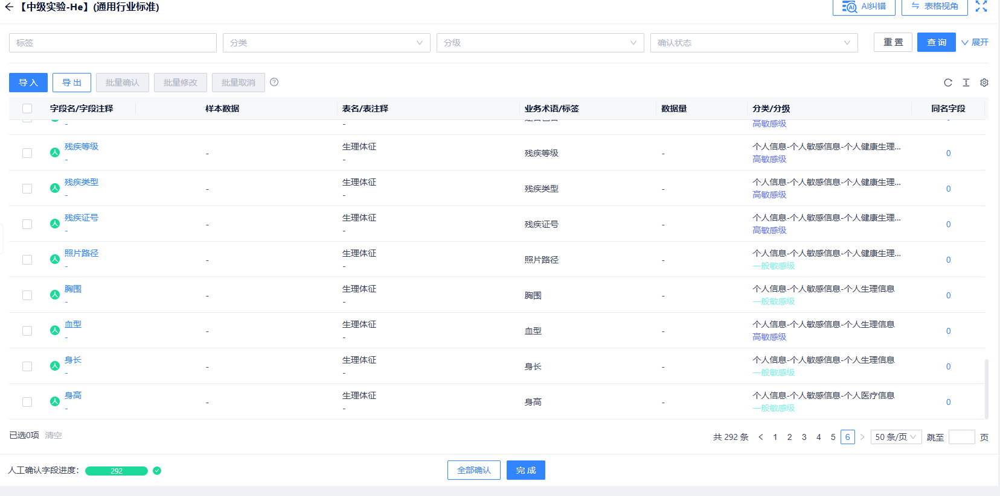 【中级实验-He】(通用行业标准)
AI纠错
表格视角
标签
分类
分级
确认状态
重 置
查 询
展开
导 入
导 出
批量确认
批量修改
批量取消
字段名/字段注释 样本数据 表名/表注释 业务术语/标签 数据量 分类/分级 同名字段
- - 高敏感级
残疾等级 - 生理体征 残疾等级 - 个人信息-个人敏感信息-个人健康生理... 0
- - 高敏感级
残疾类型 - 生理体征 残疾类型 - 个人信息-个人敏感信息-个人健康生理... 0
- - 高敏感级
残疾证号 - 生理体征 残疾证号 - 个人信息-个人敏感信息-个人健康生理... 0
- - 高敏感级
照片路径 - 生理体征 照片路径 - 个人信息-个人敏感信息-个人健康生理... 0
- - 一般敏感级
胸围 - 生理体征 胸围 - 个人信息-个人敏感信息-个人生理信息 0
- - 一般敏感级
血型 - 生理体征 血型 - 个人信息-个人敏感信息-个人生理信息 0
- - 高敏感级
身长 - 生理体征 身长 - 个人信息-个人敏感信息-个人生理信息 0
- - 一般敏感级
身高 - 生理体征 身高 - 个人信息-个人敏感信息-个人医疗信息 0
- - 一般敏感级
已选0项 清空
共 292 条 < 1 2 3 4 5 6 > 50 条/页 跳至 页
人工确认字段进度： 292
全部确认
完 成